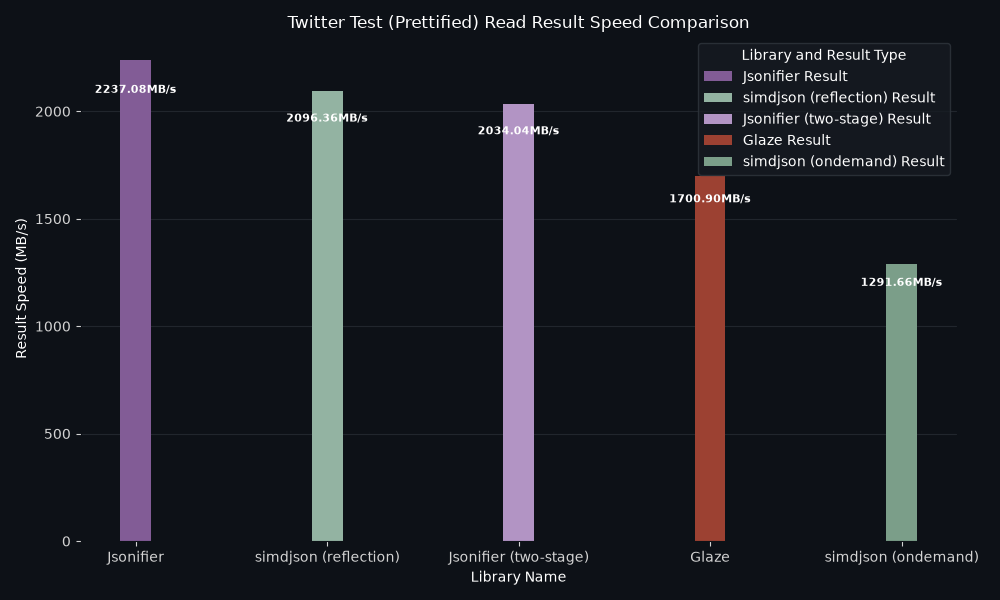 Twitter Test (Prettified) Read Result Speed Comparison
Library and Result Type
Jsonifier Result
simdjson (reflection) Result
Jsonifier (two-stage) Result
Glaze Result
simdjson (ondemand) Result
2237.08MB/s
2096.36MB/s
2034.04MB/s
1700.90MB/s
1291.66MB/s
Result Speed (MB/s)
2000
1500
1000
500
0
Jsonifier
simdjson (reflection)
Jsonifier (two-stage)
Glaze
simdjson (ondemand)
Library Name